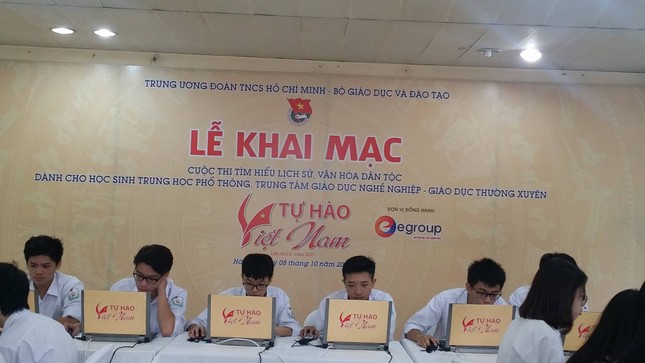 TRUNG ƯƠNG ĐOÀN TNCS HỒ CHÍ MINH - BỘ GIÁO DỤC VÀ ĐÀO TẠO
LỄ KHAI MẠC
CUỘC THI TÌM HIỂU LỊCH SỬ, VĂN HÓA DÂN TỘC
DÀNH CHO HỌC SINH TRUNG HỌC PHỔ THÔNG, TRUNG TÂM GIÁO DỤC NGHỀ NGHIỆP - GIÁO DỤC THƯỜNG XUYÊN
TỰ HÀO
Việt Nam
ĐƠN VỊ ĐỒNG HÀNH
egroup
08 tháng 10
TỰ HÀO
Việt Nam
TỰ HÀO
Việt Nam
TỰ HÀO
Việt Nam
TỰ HÀO
Việt Nam